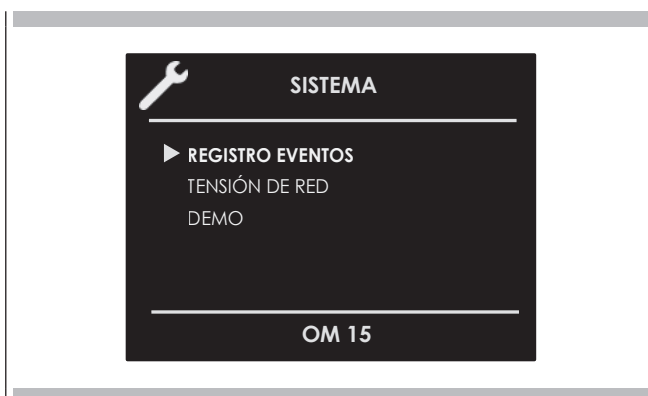 SISTEMA
REGISTRO EVENTOS
TENSIÓN DE RED
DEMO
OM 15